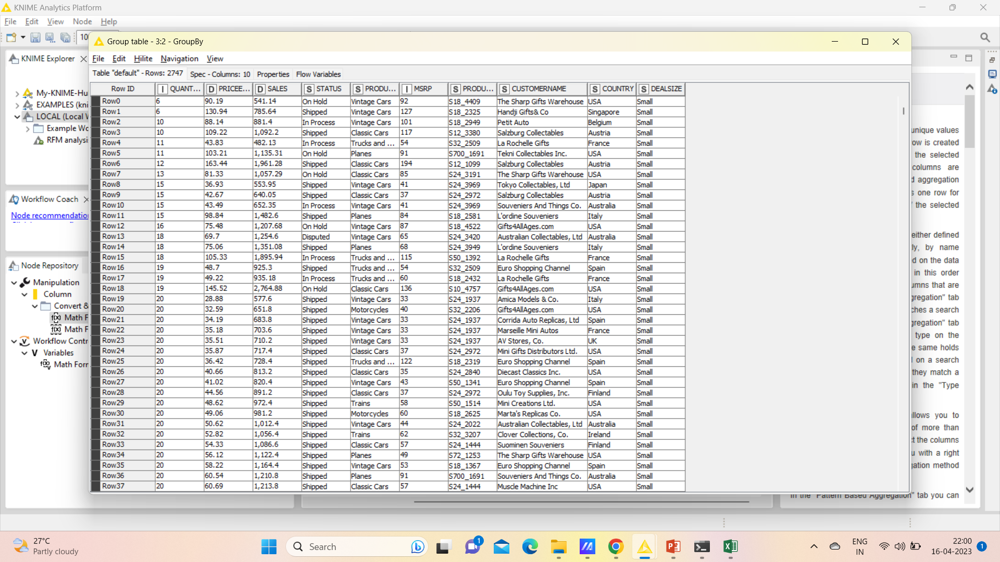 KNIME Analytics Platform
File Edit View Node Help
Group table - 3:2 - GroupBy
File Edit Hilite Navigation View
Table "default" - Rows: 2747 Spec - Columns: 10 Properties Flow Variables
Row ID I QUANT... D PRICEE... D SALES S STATUS S PRODU... I MSRP S PRODU... S CUSTOMERNAME S COUNTRY S DEALSIZE
Row0 6 90.19 541.14 On Hold Vintage Cars 92 S18_4409 The Sharp Gifts Warehouse USA Small
Row1 6 130.94 785.64 Shipped Vintage Cars 127 S18_2325 Handji Gifts& Co Singapore Small
Row2 10 88.14 881.4 In Process Vintage Cars 101 S18_2949 Petit Auto Belgium Small
Row3 10 109.22 1,092.2 Shipped Classic Cars 117 S12_3380 Salzburg Collectables Austria Small
Row4 11 43.83 482.13 In Process Trucks and ... 54 S32_2509 La Rochelle Gifts France Small
Row5 11 103.21 1,135.31 On Hold Planes 91 S700_1691 Tekni Collectables Inc. USA Small
Row6 12 163.44 1,961.28 Shipped Classic Cars 194 S12_1099 Salzburg Collectables Austria Small
Row7 13 81.33 1,057.29 On Hold Classic Cars 85 S24_3191 The Sharp Gifts Warehouse USA Small
Row8 15 36.93 553.95 Shipped Vintage Cars 41 S24_3969 Tokyo Collectables, Ltd Japan Small
Row9 15 42.67 640.05 Shipped Classic Cars 37 S24_2972 Salzburg Collectables Austria Small
Row10 15 43.49 652.35 In Process Vintage Cars 41 S24_3969 Souveniers And Things Co. Australia Small
Row11 15 98.84 1,482.6 Shipped Planes 84 S18_2581 L'ordine Souveniers Italy Small
Row12 16 75.48 1,207.68 On Hold Vintage Cars 87 S18_4522 Gifts4AllAges.com USA Small
Row13 18 69.7 1,254.6 Disputed Vintage Cars 65 S24_3420 Australian Collectables, Ltd Australia Small
Row14 18 75.06 1,351.08 Shipped Planes 68 S24_3949 L'ordine Souveniers Italy Small
Row15 18 105.33 1,895.94 In Process Trucks and ... 115 S50_1392 La Rochelle Gifts France Small
Row16 19 48.7 925.3 Shipped Trucks and ... 54 S32_2509 Euro Shopping Channel Spain Small
Row17 19 49.22 935.18 In Process Trucks and ... 60 S18_2432 La Rochelle Gifts France Small
Row18 19 145.52 2,764.88 On Hold Classic Cars 136 S10_4757 Gifts4AllAges.com USA Small
Row19 20 28.88 577.6 Shipped Vintage Cars 33 S24_1937 Amica Models & Co. Italy Small
Row20 20 32.59 651.8 Shipped Motorcycles 40 S32_2206 Gifts4AllAges.com USA Small
Row21 20 34.19 683.8 Shipped Vintage Cars 33 S24_1937 Corrida Auto Replicas, Ltd Spain Small
Row22 20 35.18 703.6 Shipped Vintage Cars 33 S24_1937 Marseille Mini Autos France Small
Row23 20 35.51 710.2 Shipped Vintage Cars 33 S24_1937 AV Stores, Co. UK Small
Row24 20 35.87 717.4 Shipped Classic Cars 37 S24_2972 Mini Gifts Distributors Ltd. USA Small
Row25 20 36.42 728.4 Shipped Trucks and ... 122 S18_2319 Euro Shopping Channel Spain Small
Row26 20 40.66 813.2 Shipped Classic Cars 35 S24_2840 Diecast Classics Inc. USA Small
Row27 20 41.02 820.4 Shipped Vintage Cars 43 S50_1341 Euro Shopping Channel Spain Small
Row28 20 44.56 891.2 Shipped Classic Cars 37 S24_2972 Oulu Toy Supplies, Inc. Finland Small
Row29 20 48.62 972.4 Shipped Trains 58 S50_1514 Mini Creations Ltd. USA Small
Row30 20 49.06 981.2 Shipped Motorcycles 60 S18_2625 Marta's Replicas Co. USA Small
Row31 20 50.62 1,012.4 Shipped Vintage Cars 44 S24_2022 Australian Collectables, Ltd Australia Small
Row32 20 52.82 1,056.4 Shipped Trains 62 S32_3207 Clover Collections, Co. Ireland Small
Row33 20 54.33 1,086.6 Shipped Classic Cars 57 S24_1444 Suominen Souveniers Finland Small
Row34 20 56.12 1,122.4 Shipped Planes 49 S72_1253 The Sharp Gifts Warehouse USA Small
Row35 20 58.22 1,164.4 Shipped Vintage Cars 53 S18_1367 Euro Shopping Channel Spain Small
Row36 20 60.54 1,210.8 Shipped Planes 91 S700_1691 Souveniers And Things Co. Australia Small
Row37 20 60.69 1,213.8 Shipped Classic Cars 57 S24_1444 Muscle Machine Inc USA Small
KNIME Explorer
My-KNIME-Hu
EXAMPLES (kni
LOCAL (Local W
Example Wo
RFM analysi
Workflow Coach
Node recommendatio
Node Repository
Manipulation
Column
Convert &
Math F
Math F
Workflow Contr
Variables
Math Forr
unique values
ow is created
the selected
columns are
d aggregation
s one row for
the selected
either defined
ly, by name
d on the data
in this order
umns that are
gregation" tab
ches a search
gregation" tab
type on the
e same holds
on a search
they match a
in the "Type
llows you to
of more than
t the columns
u with a right
gation method
In the "Pattern Based Aggregation" tab you can
27°C
Partly cloudy
Search
1
ENG
IN
22:00
16-04-2023
1